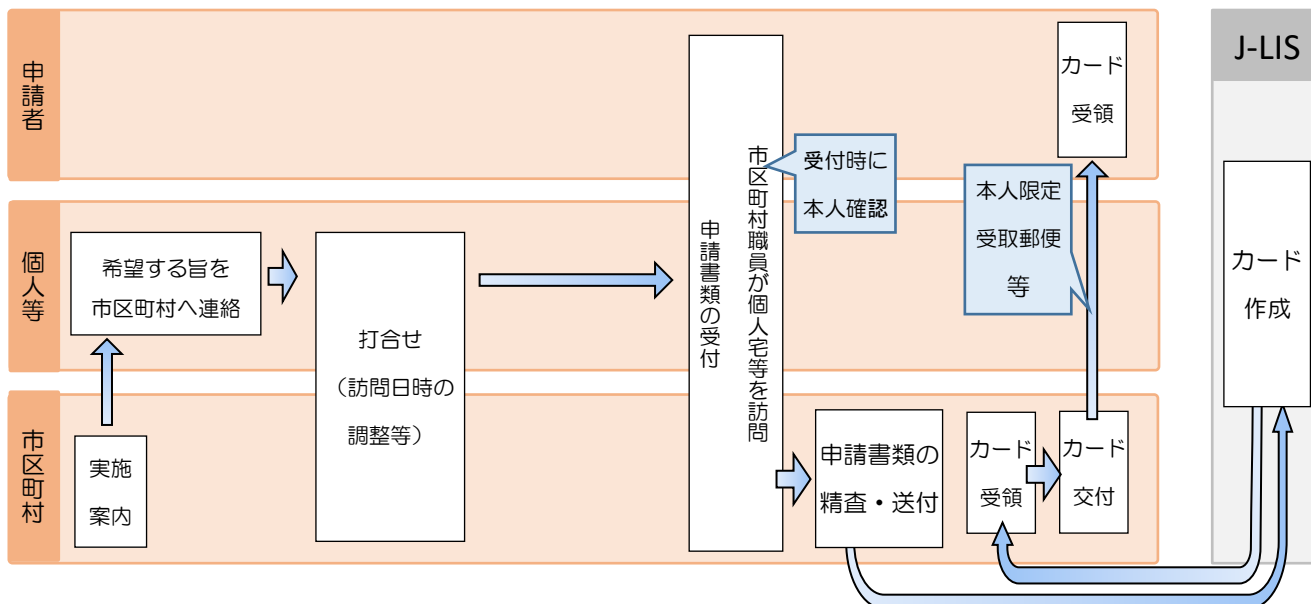 申請者
個人等
市区町村
実施
案内
希望する旨を
市区町村へ連絡
打合せ
（訪問日時の
調整等）
市区町村職員が個人宅等を訪問
申請書類の受付
受付時に
本人確認
申請書類の
精査・送付
カード
受領
カード
交付
本人限定
受取郵便
等
カード
受領
J-LIS
カード
作成